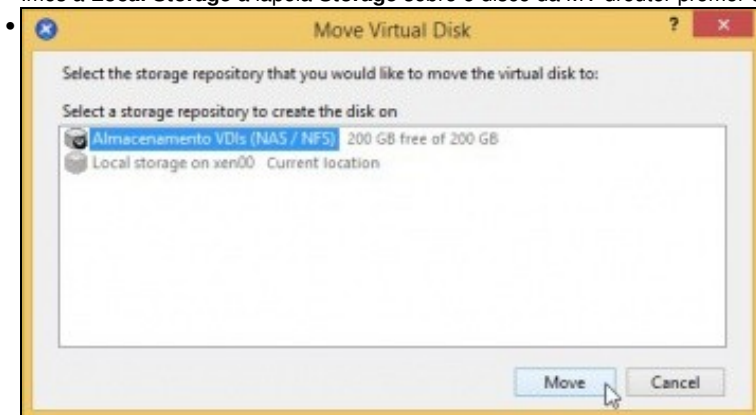 Move Virtual Disk
Select the storage repository that you would like to move the virtual disk to:
Select a storage repository to create the disk on
Almacenamento VDIs (NAS / NFS) 200 GB free of 200 GB
Local storage on xen00 Current location
Move Cancel